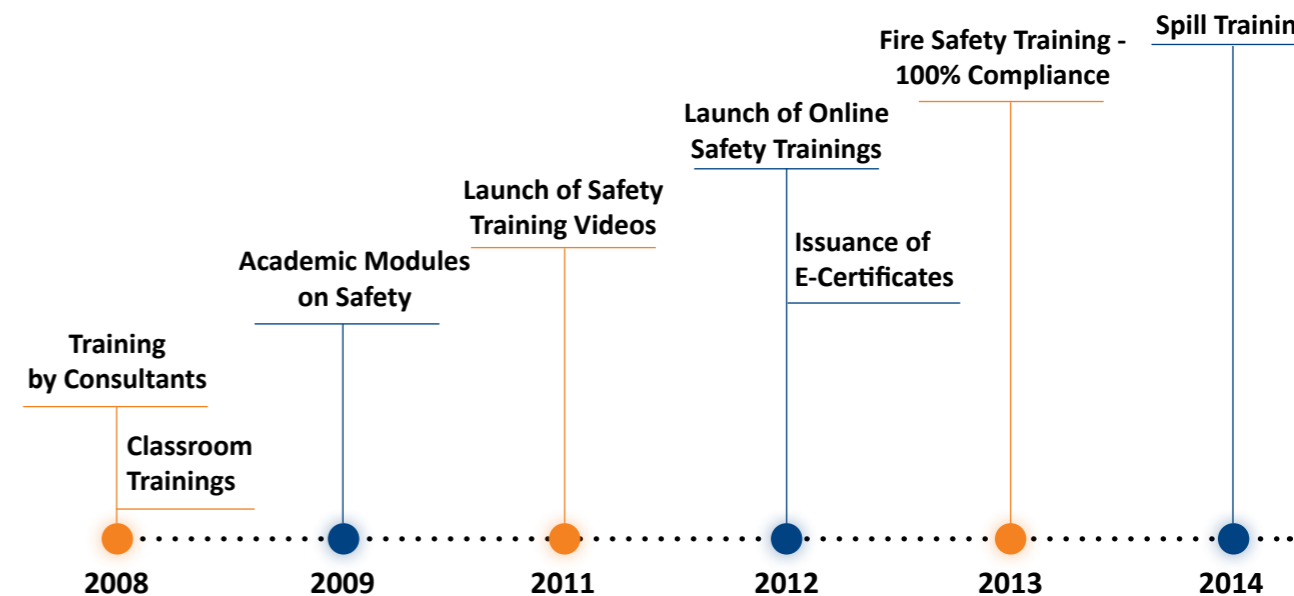 Training
by Consultants
Classroom
Trainings
Academic Modules
on Safety
Launch of Safety
Training Videos
Launch of Online
Safety Trainings
Issuance of
E-Certificates
Fire Safety Training -
100% Compliance
Spill
2008
2009
2011
2012
2013
2014